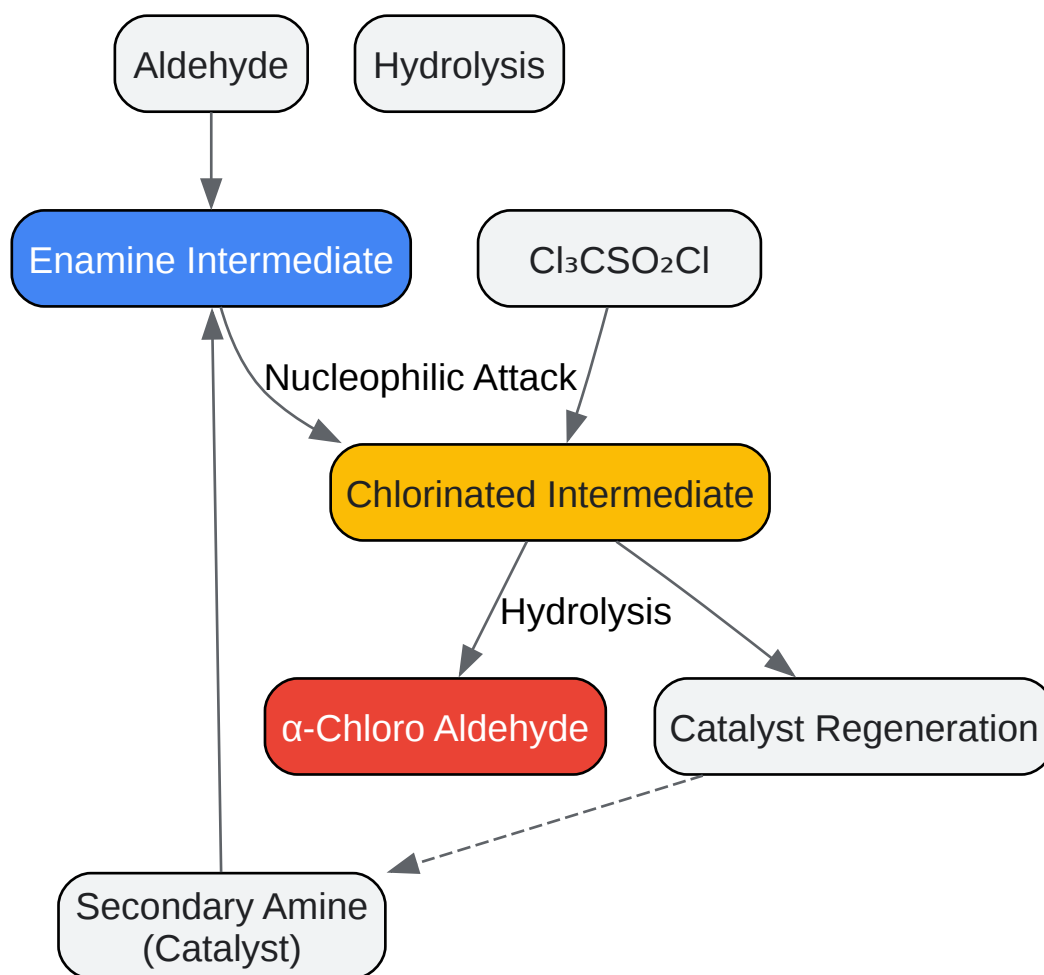 Aldehyde
Hydrolysis
Enamine Intermediate
Cl₃CSO₂Cl
Nucleophilic Attack
Chlorinated Intermediate
Hydrolysis
α-Chloro Aldehyde
Catalyst Regeneration
Secondary Amine
(Catalyst)